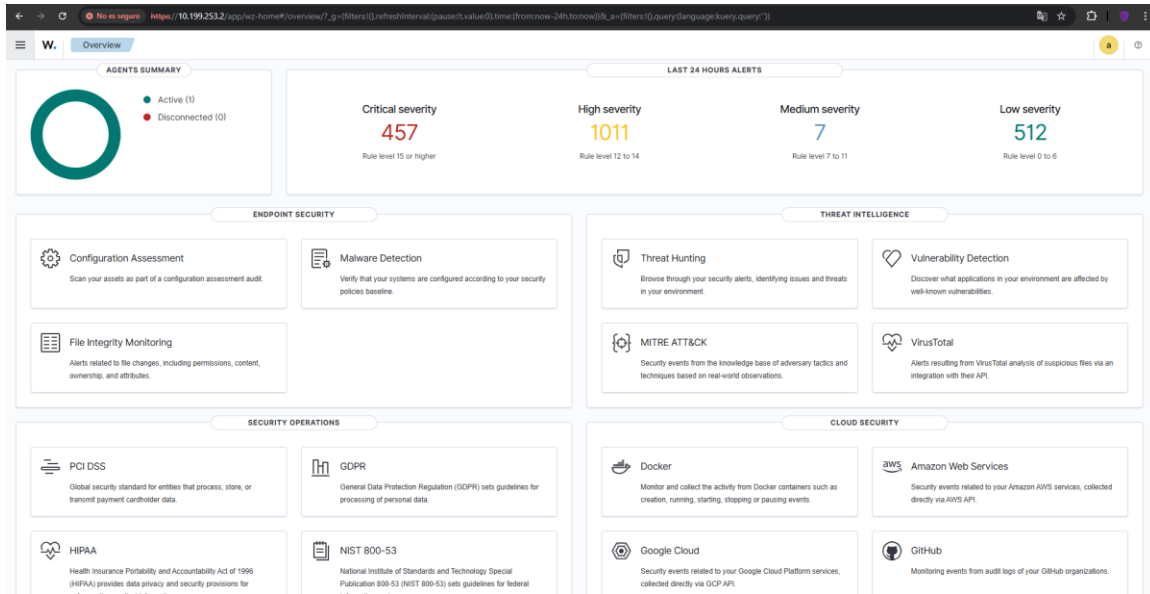 No es seguro https://10.199.253.2/app/wz-home#/overview/?_g=(filters:!(),refreshInterval:(pause:!t,value:0),time:(from:now-24h,to:now))&_a=(filters:!(),query:(language:kuery,query:''))
W. Overview
a
AGENTS SUMMARY
Active (1)
Disconnected (0)
LAST 24 HOURS ALERTS
Critical severity
457
Rule level 15 or higher
High severity
1011
Rule level 12 to 14
Medium severity
7
Rule level 7 to 11
Low severity
512
Rule level 0 to 6
ENDPOINT SECURITY
Configuration Assessment
Scan your assets as part of a configuration assessment audit.
Malware Detection
Verify that your systems are configured according to your security
policies baseline.
File Integrity Monitoring
Alerts related to file changes, including permissions, content,
ownership, and attributes.
THREAT INTELLIGENCE
Threat Hunting
Browse through your security alerts, identifying issues and threats
in your environment.
Vulnerability Detection
Discover what applications in your environment are affected by
well-known vulnerabilities.
MITRE ATT&CK
Security events from the knowledge base of adversary tactics and
techniques based on real-world observations.
VirusTotal
Alerts resulting from VirusTotal analysis of suspicious files via an
integration with their API.
SECURITY OPERATIONS
PCI DSS
Global security standard for entities that process, store, or
transmit payment cardholder data.
GDPR
General Data Protection Regulation (GDPR) sets guidelines for
processing of personal data.
HIPAA
Health Insurance Portability and Accountability Act of 1996
(HIPAA) provides data privacy and security provisions for
NIST 800-53
National Institute of Standards and Technology Special
Publication 800-53 (NIST 800-53) sets guidelines for federal
CLOUD SECURITY
Docker
Monitor and collect the activity from Docker containers such as
creation, running, starting, stopping or pausing events.
aws Amazon Web Services
Security events related to your Amazon AWS services, collected
directly via AWS API.
Google Cloud
Security events related to your Google Cloud Platform services,
collected directly via GCP API.
GitHub
Monitoring events from audit logs of your GitHub organizations.